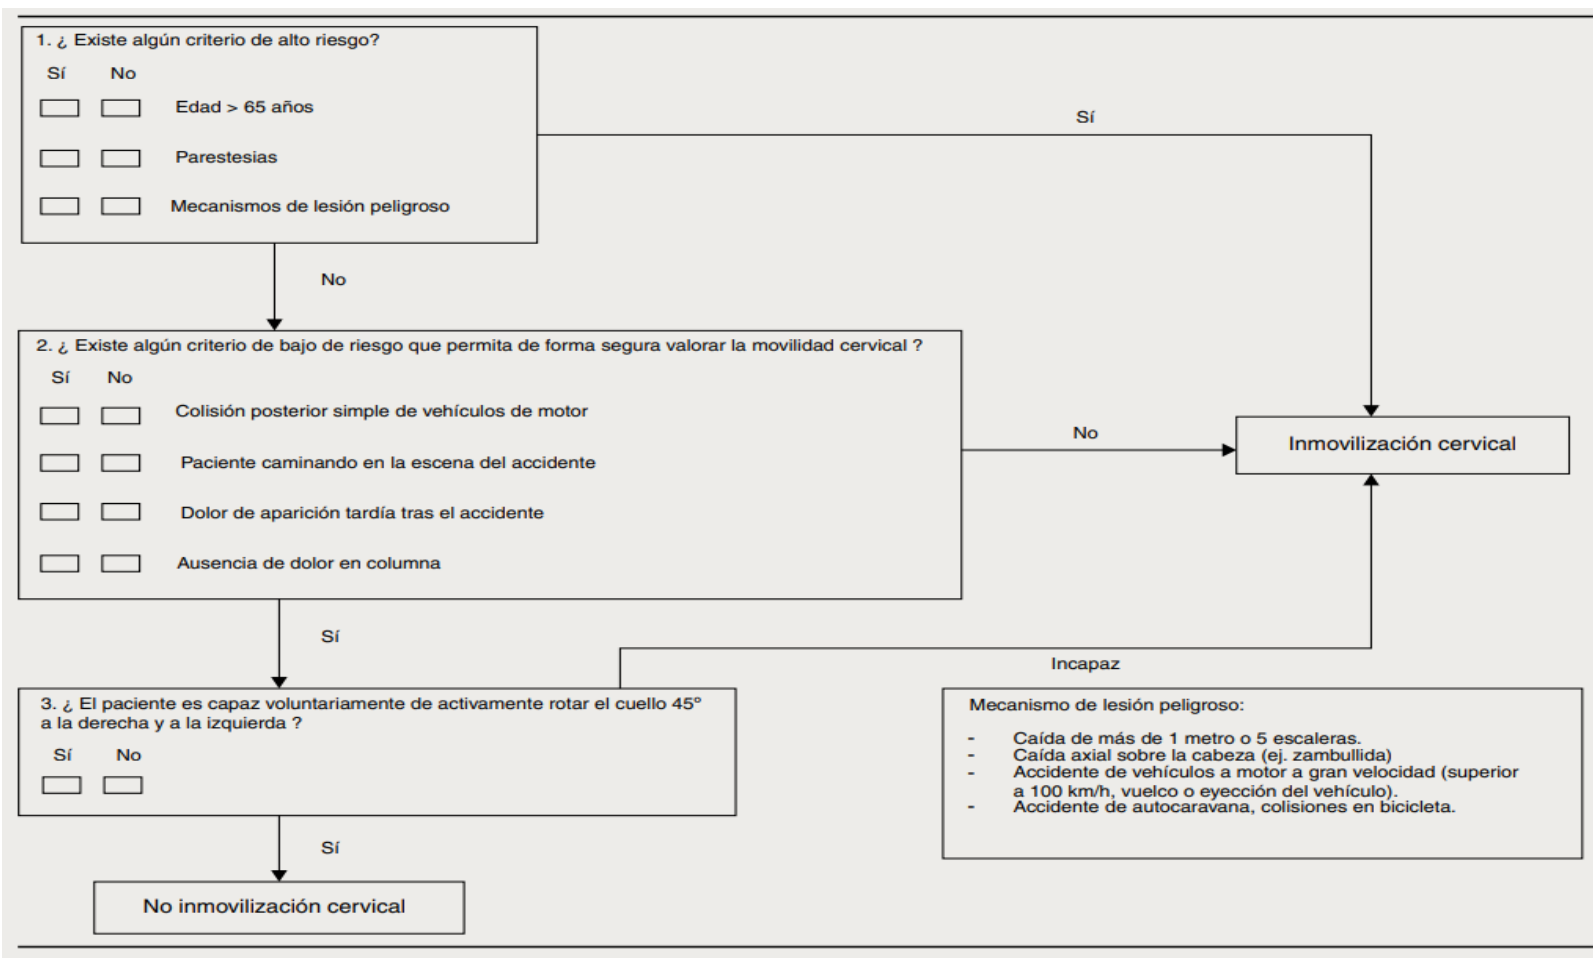 1. ¿ Existe algún criterio de alto riesgo?
Sí No
Edad > 65 años
Parestesias
Mecanismos de lesión peligroso
Sí
No
2. ¿ Existe algún criterio de bajo de riesgo que permita de forma segura valorar la movilidad cervical ?
Sí No
Colisión posterior simple de vehículos de motor
Paciente caminando en la escena del accidente
Dolor de aparición tardía tras el accidente
Ausencia de dolor en columna
No
Inmovilización cervical
Sí
Incapaz
3. ¿ El paciente es capaz voluntariamente de activamente rotar el cuello 45º
a la derecha y a la izquierda ?
Sí No
Sí
No inmovilización cervical
Mecanismo de lesión peligroso:
- Caída de más de 1 metro o 5 escaleras.
- Caída axial sobre la cabeza (ej. zambullida)
- Accidente de vehículos a motor a gran velocidad (superior
a 100 km/h, vuelco o eyección del vehículo).
- Accidente de autocaravana, colisiones en bicicleta.